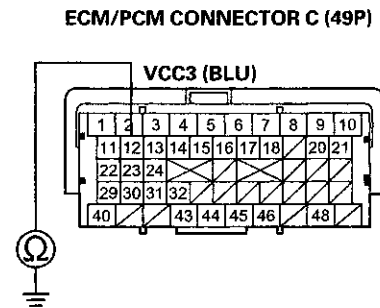 ECM/PCM CONNECTOR C (49P)
VCC3 (BLU)
1 2 3 4 5 6 7 8 9 10
11 12 13 14 15 16 17 18 20 21
22 23 24
29 30 31 32
40 43 44 45 46 48
Ω